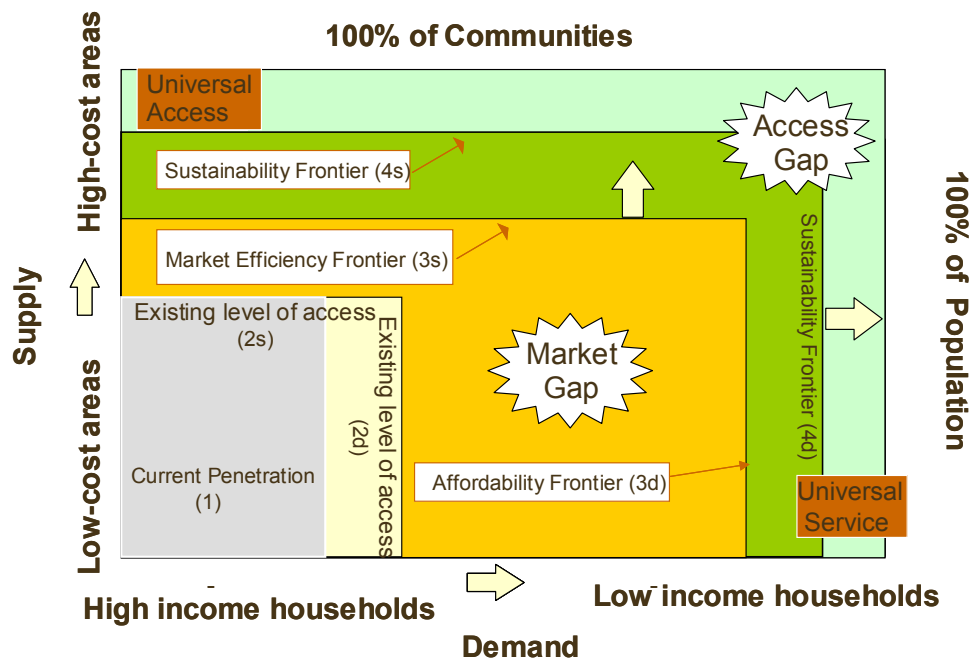 100% of Communities
High-cost areas
Universal
Access
Access
Gap
Sustainability Frontier (4s)
Market Efficiency Frontier (3s)
Sustainability Frontier (4d)
100% of Population
Supply
Existing level of access
(2s)
Existing level of access
(2d)
Market
Gap
Low-cost areas
Current Penetration
(1)
Affordability Frontier (3d)
Universal
Service
High income households
Low income households
Demand